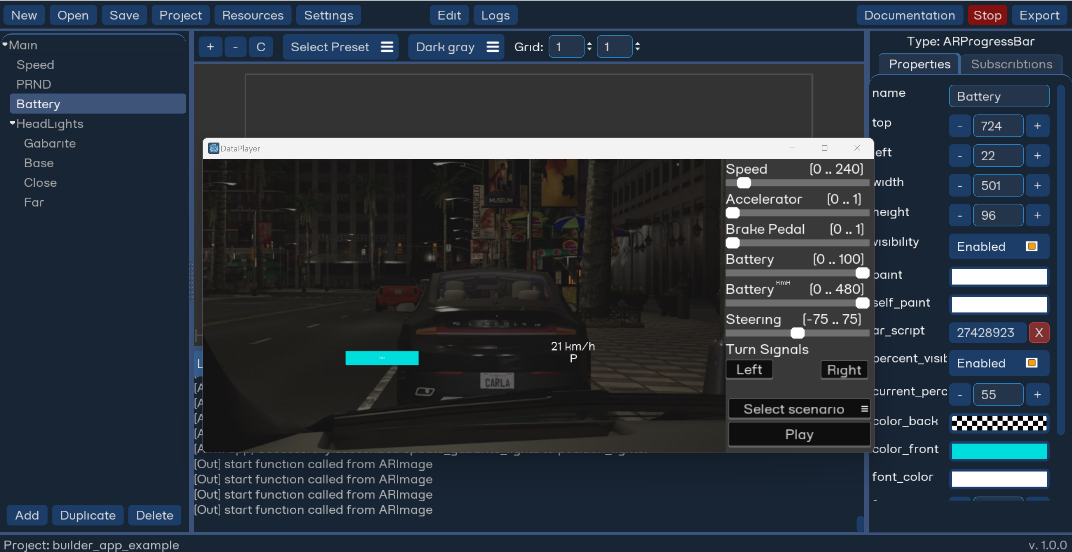 New Open Save Project Resources Settings Edit Logs Documentation Stop Export
Main
Speed
PRND
Battery
HeadLights
Gabarite
Base
Close
Far
Add Duplicate Delete
+ - C Select Preset Dark gray Grid: 1 1
DataPlayer
MUSEUM
CARLA
21 km/h
P
Speed [0 .. 240]
Accelerator [0 .. 1]
Brake Pedal [0 .. 1]
Battery [0 .. 100]
Battery KmH [0 .. 480]
Steering [-75 .. 75]
Turn Signals
Left Right
Select scenario
Play
[Out] start function called from ARImage
[Out] start function called from ARImage
[Out] start function called from ARImage
[Out] start function called from ARImage
Type: ARProgressBar
Properties Subscribtions
name Battery
top - 724 +
left - 22 +
width - 501 +
height - 96 +
visibility Enabled
paint
self_paint
ar_script 27428923 X
percent_visib Enabled
current_perc - 55 +
color_back
color_front
font_color
Project: builder_app_example v. 1.0.0